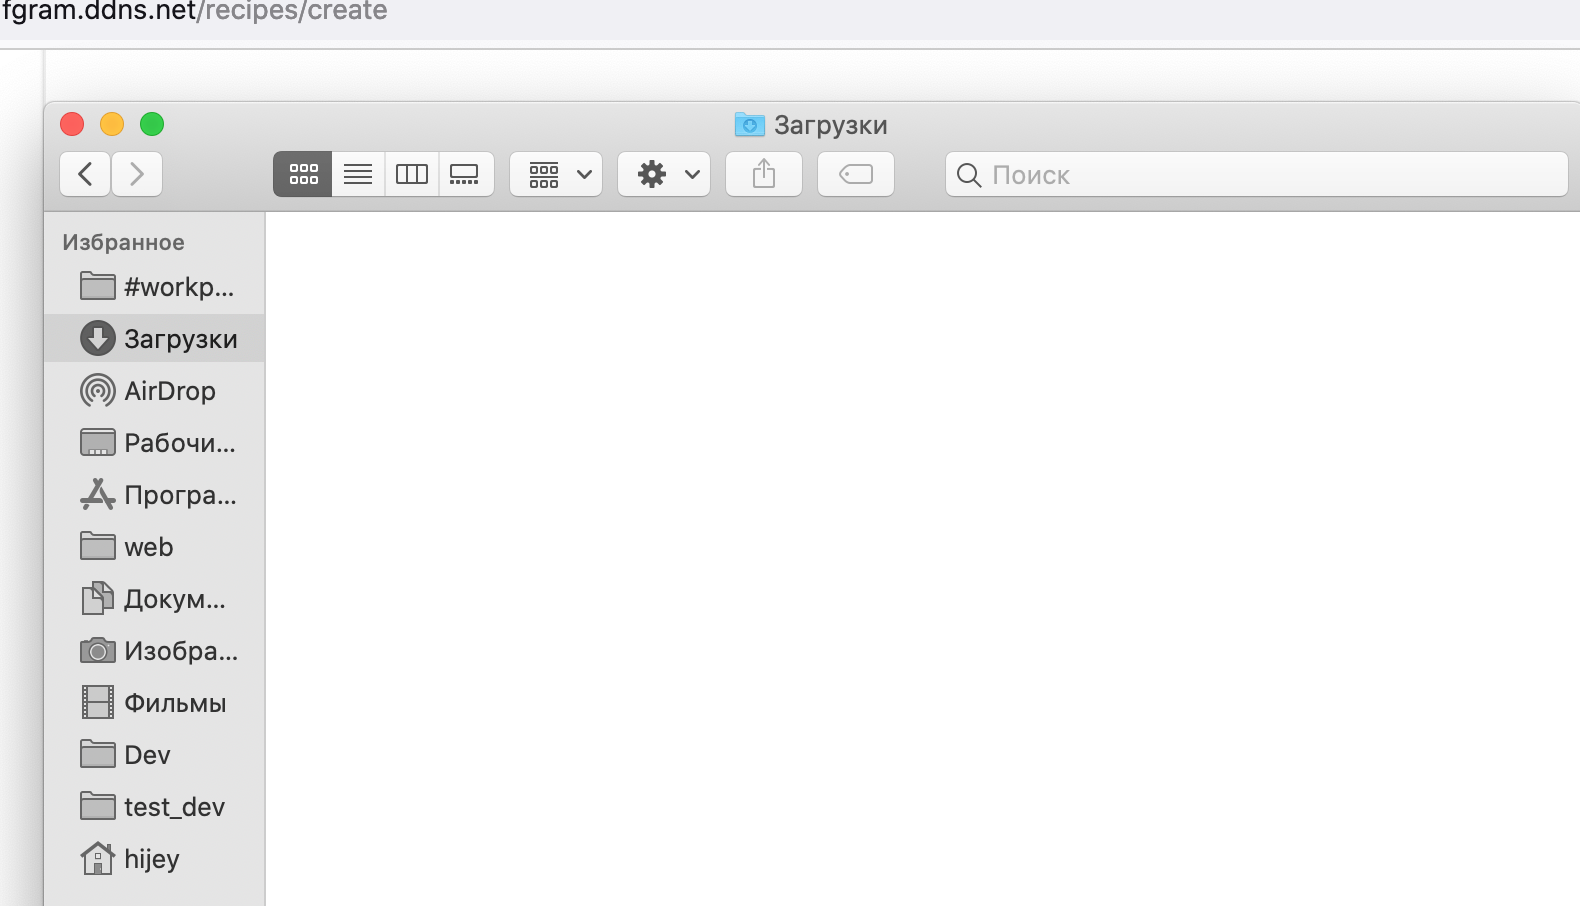 fgram.ddns.net/recipes/create
Загрузки
Поиск
Избранное
#workp...
Загрузки
AirDrop
Рабочи...
Програ...
web
Докум...
Изобра...
Фильмы
Dev
test_dev
hijey